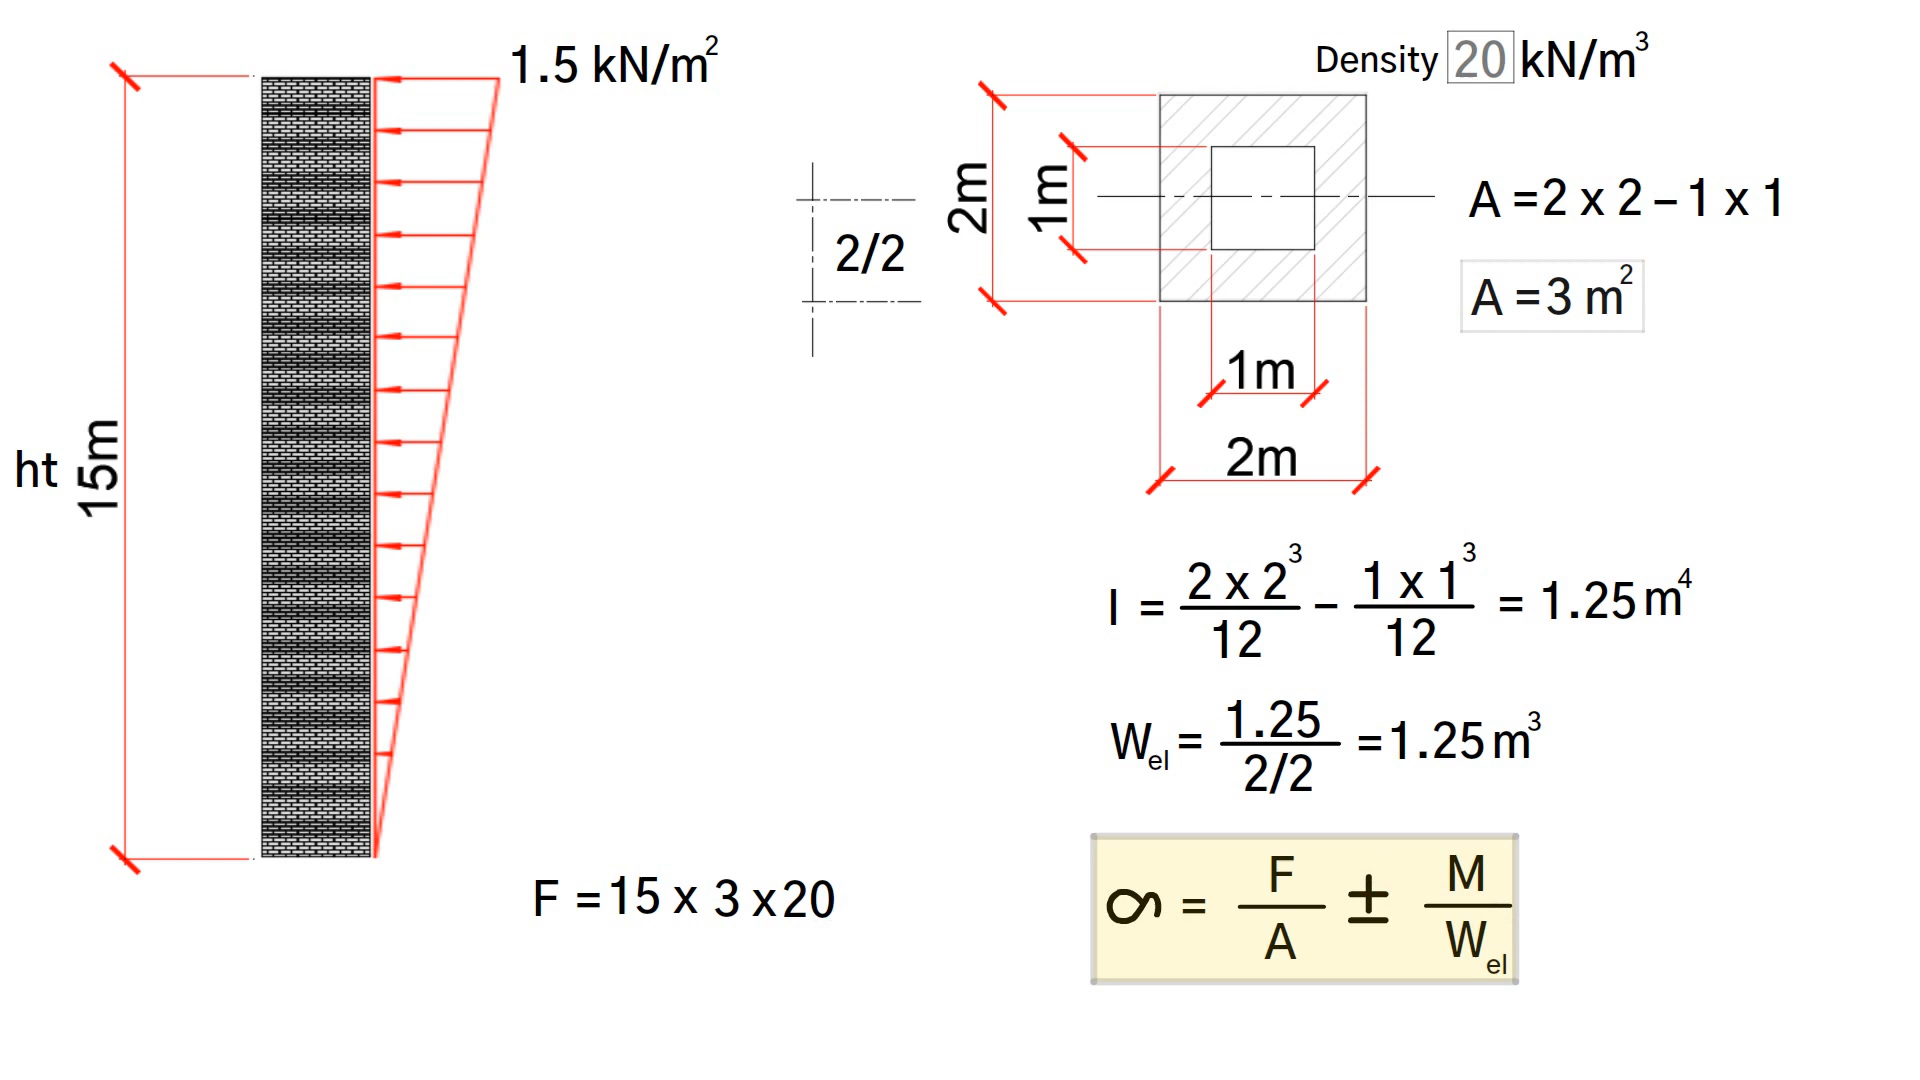 1.5 kN/m²
ht 15m
F = 15 x 3 x 20
2/2
Density 20 kN/m³
2m
1m
1m
2m
A = 2 x 2 – 1 x 1
A = 3 m²
I = 2 x 2³ / 12 – 1 x 1³ / 12 = 1.25 m⁴
W_el = 1.25 / 2/2 = 1.25 m³
σ = F / A ± M / W_el